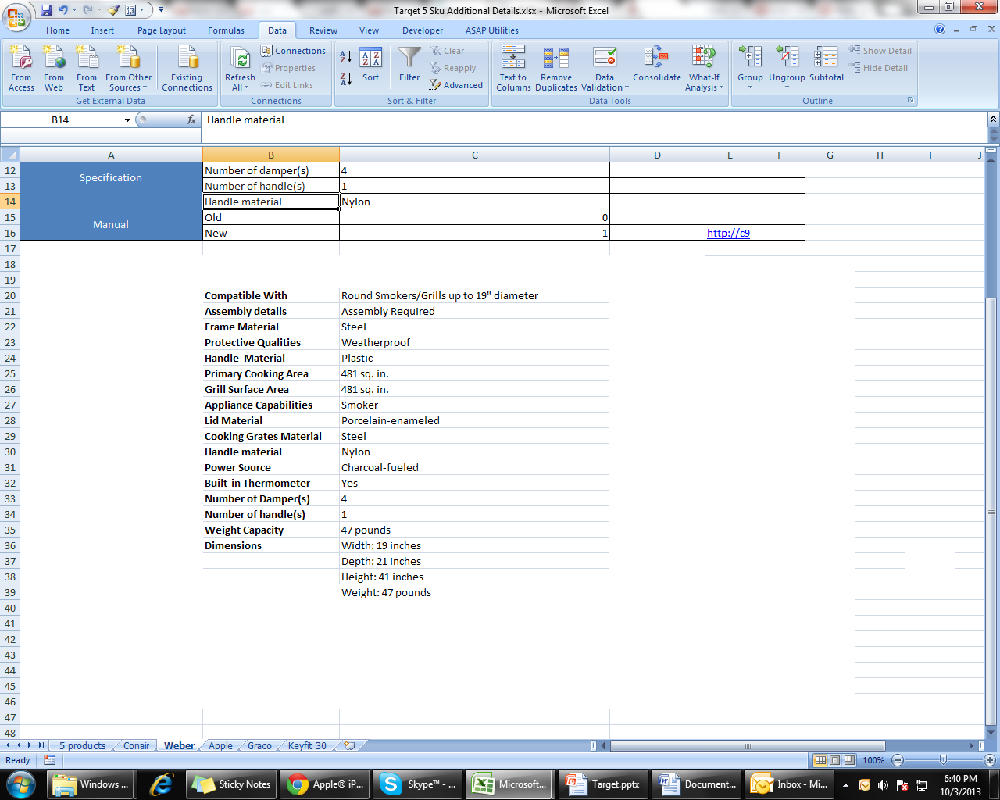 Target 5 Sku Additional Details.xlsx - Microsoft Excel
Home Insert Page Layout Formulas Data Review View Developer ASAP Utilities
From Access
From Web
From Text
From Other Sources
Existing Connections
Get External Data
Refresh All
Connections
Properties
Edit Links
Connections
Sort
Filter
Clear
Reapply
Advanced
Sort & Filter
Text to Columns
Remove Duplicates
Data Validation
Consolidate
What-If Analysis
Data Tools
Group
Ungroup
Subtotal
Show Detail
Hide Detail
Outline
B14 fx Handle material
A B C D E F G H I J
12 Specification Number of damper(s) 4
13 Number of handle(s) 1
14 Handle material Nylon
15 Manual Old 0
16 New 1 http://c9
17
18
19
20 Compatible With Round Smokers/Grills up to 19" diameter
21 Assembly details Assembly Required
22 Frame Material Steel
23 Protective Qualities Weatherproof
24 Handle Material Plastic
25 Primary Cooking Area 481 sq. in.
26 Grill Surface Area 481 sq. in.
27 Appliance Capabilities Smoker
28 Lid Material Porcelain-enameled
29 Cooking Grates Material Steel
30 Handle material Nylon
31 Power Source Charcoal-fueled
32 Built-in Thermometer Yes
33 Number of Damper(s) 4
34 Number of handle(s) 1
35 Weight Capacity 47 pounds
36 Dimensions Width: 19 inches
37 Depth: 21 inches
38 Height: 41 inches
39 Weight: 47 pounds
40
41
42
43
44
45
46
47
48
5 products Conair Weber Apple Graco Keyfit 30
Ready 100%
Windows ... Sticky Notes Apple® iP... Skype™ - ... Microsoft... Target.pptx Document... Inbox - Mi... 6:40 PM
10/3/2013